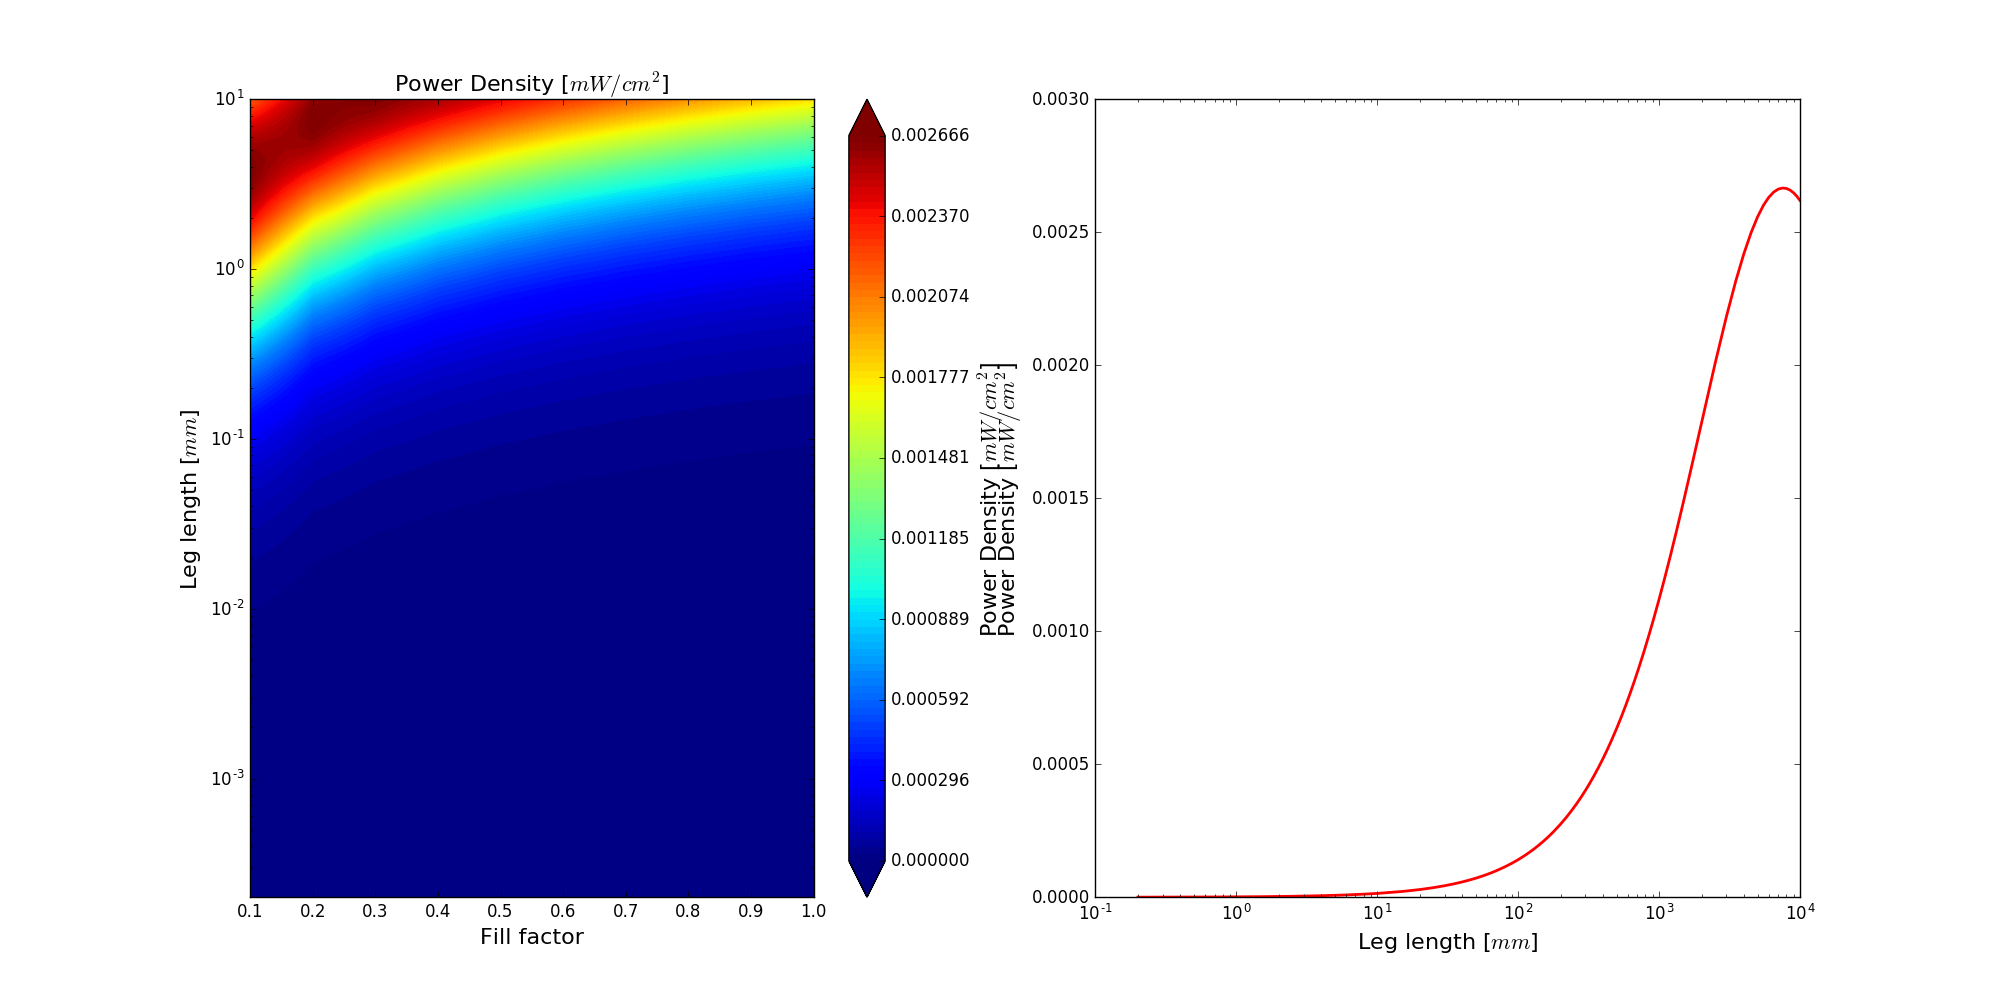 Power Density [mW/cm²]
10¹
10⁰
10⁻¹
10⁻²
10⁻³
Leg length [mm]
0.1 0.2 0.3 0.4 0.5 0.6 0.7 0.8 0.9 1.0
Fill factor
0.002666
0.002370
0.002074
0.001777
0.001481
0.001185
0.000889
0.000592
0.000296
0.000000
Power Density [mW/cm²]
Power Density [mW/cm²]
0.0030
0.0025
0.0020
0.0015
0.0010
0.0005
0.0000
10⁻¹ 10⁰ 10¹ 10² 10³ 10⁴
Leg length [mm]